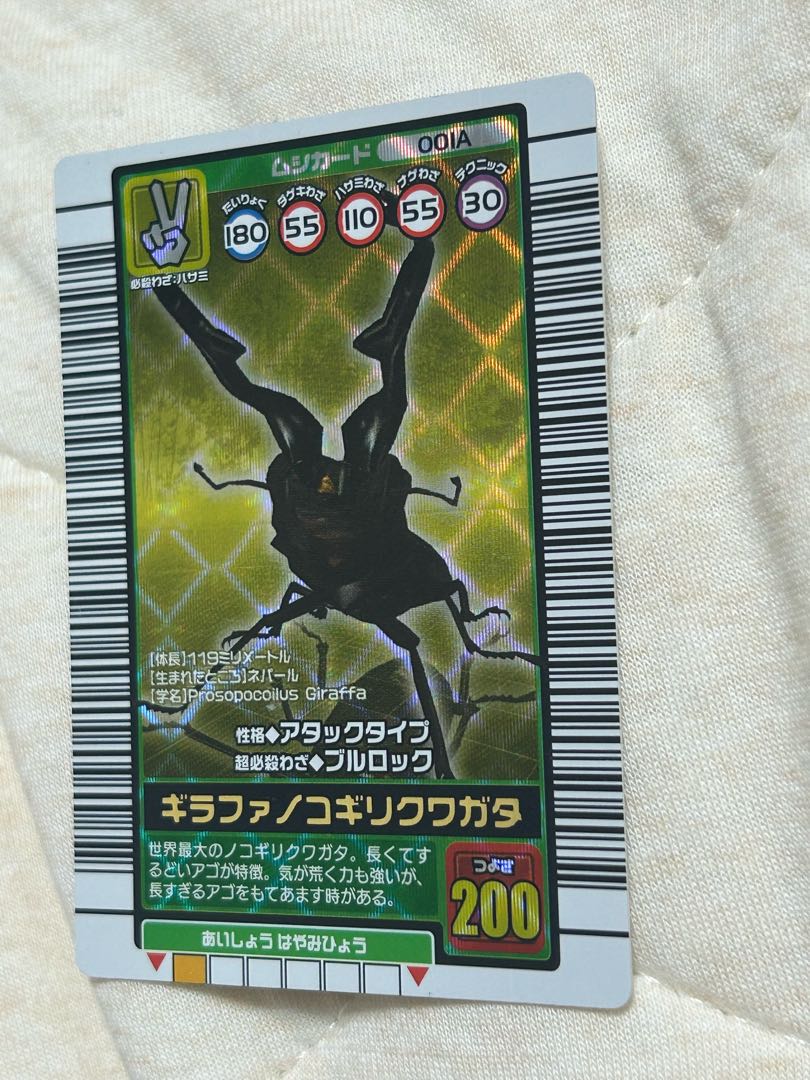 ムシカード 001A
たいりょく 180
ダゲキわざ 55
ハサミわざ 110
ナゲわざ 55
テクニック 30
必殺わざ:ハサミ
[体長]119ミリメートル
[生まれたところ]ネパール
[学名]Prosopocoilus Giraffa
性格◆アタックタイプ
超必殺わざ◆ブルロック
ギラファノコギリクワガタ
世界最大のノコギリクワガタ。長くてす
るどいアゴが特徴。気が荒く力も強いが、
長すぎるアゴをもてあます時がある。
つよさ
200
あいしょう はやみひょう